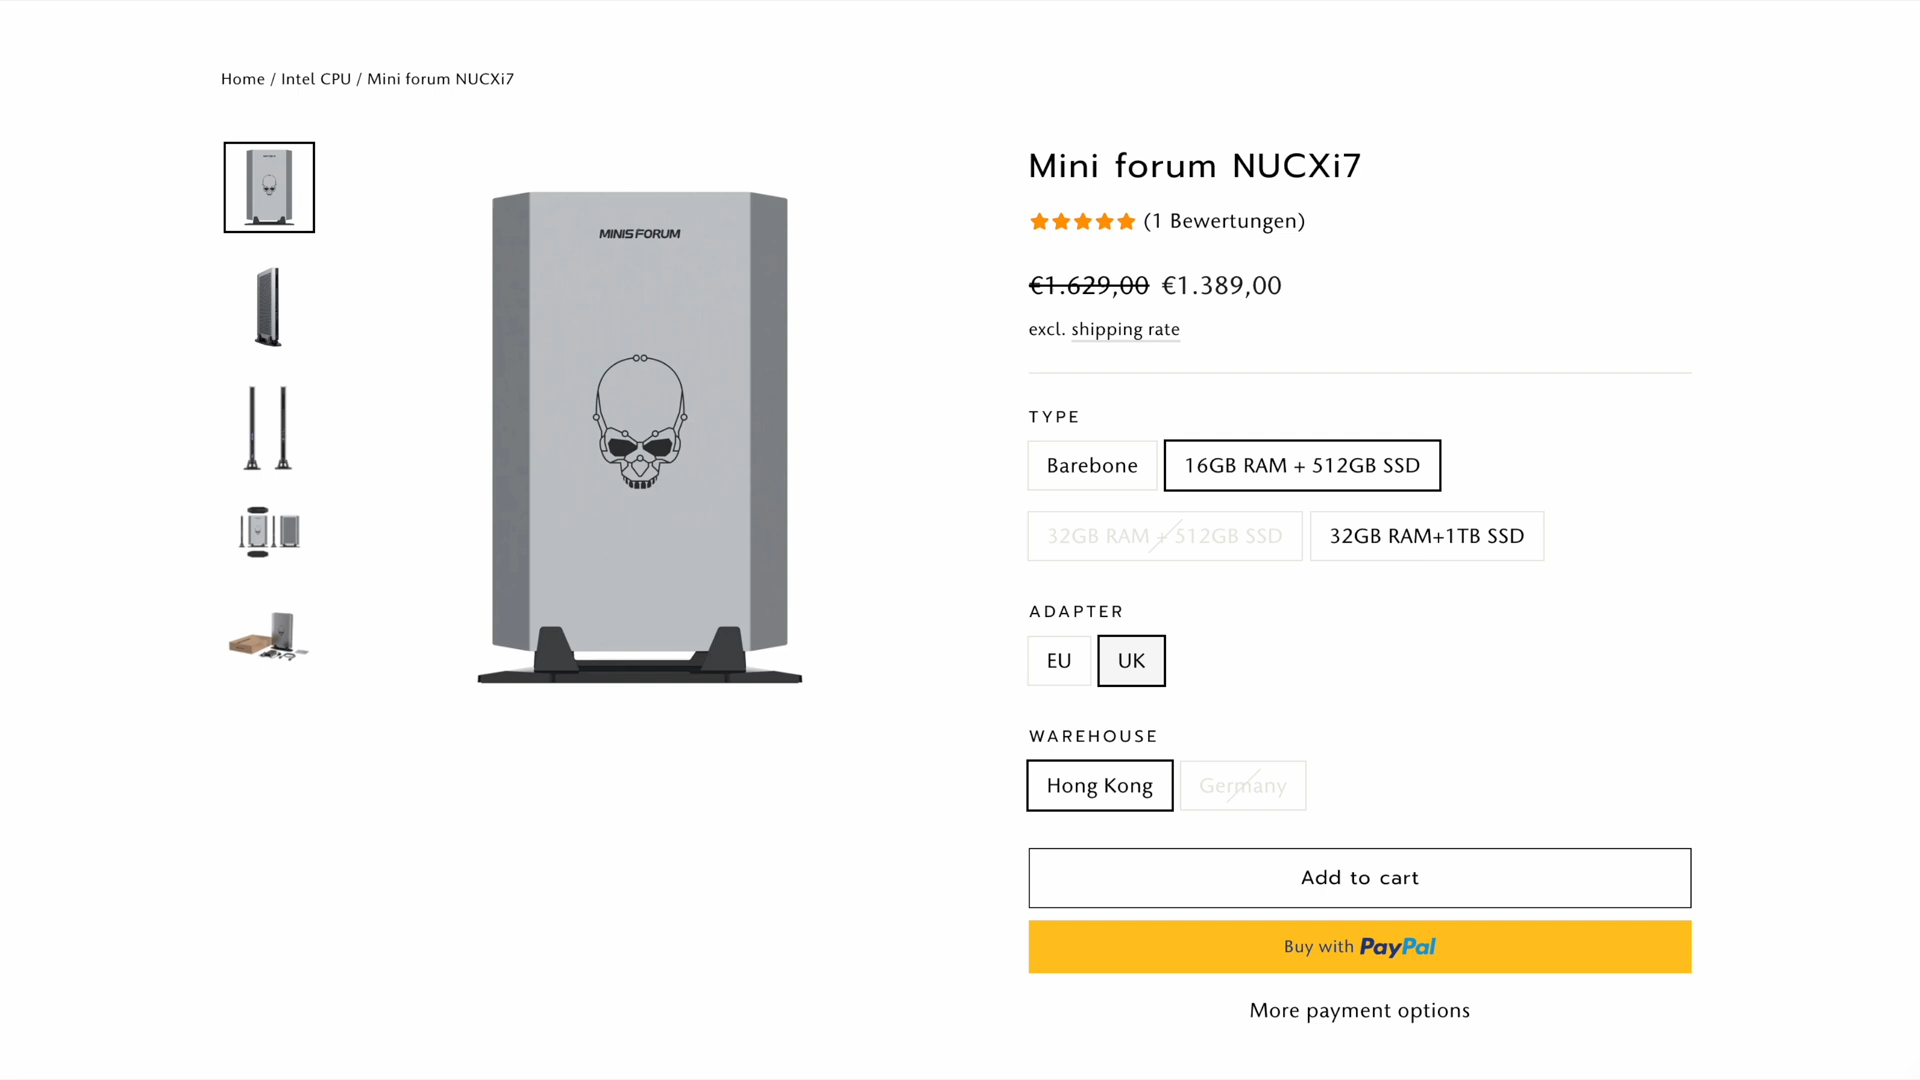 Home / Intel CPU / Mini forum NUCXi7
MINISFORUM
Mini forum NUCXi7
(1 Bewertungen)
€1.629,00 €1.389,00
excl. shipping rate
TYPE
Barebone
16GB RAM + 512GB SSD
32GB RAM + 512GB SSD
32GB RAM+1TB SSD
ADAPTER
EU
UK
WAREHOUSE
Hong Kong
Germany
Add to cart
Buy with PayPal
More payment options